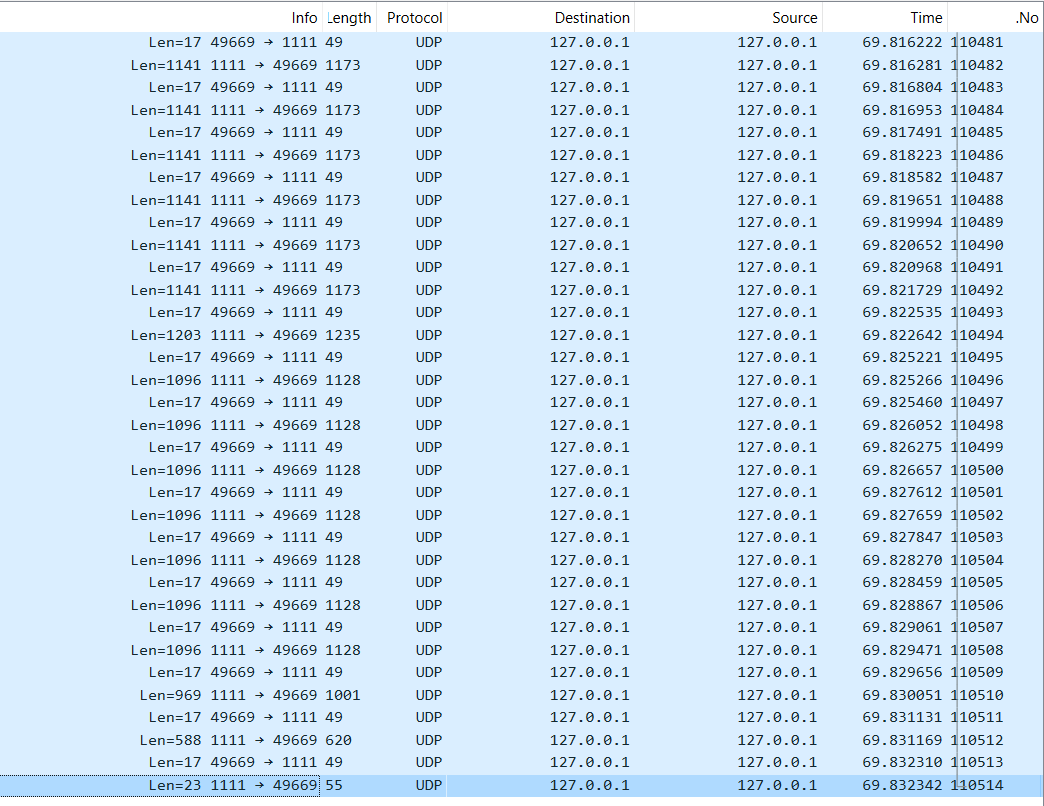 Info Length Protocol Destination Source Time .No
Len=17 49669 → 1111 49 UDP 127.0.0.1 127.0.0.1 69.816222 110481
Len=1141 1111 → 49669 1173 UDP 127.0.0.1 127.0.0.1 69.816281 110482
Len=17 49669 → 1111 49 UDP 127.0.0.1 127.0.0.1 69.816804 110483
Len=1141 1111 → 49669 1173 UDP 127.0.0.1 127.0.0.1 69.816953 110484
Len=17 49669 → 1111 49 UDP 127.0.0.1 127.0.0.1 69.817491 110485
Len=1141 1111 → 49669 1173 UDP 127.0.0.1 127.0.0.1 69.818223 110486
Len=17 49669 → 1111 49 UDP 127.0.0.1 127.0.0.1 69.818582 110487
Len=1141 1111 → 49669 1173 UDP 127.0.0.1 127.0.0.1 69.819651 110488
Len=17 49669 → 1111 49 UDP 127.0.0.1 127.0.0.1 69.819994 110489
Len=1141 1111 → 49669 1173 UDP 127.0.0.1 127.0.0.1 69.820652 110490
Len=17 49669 → 1111 49 UDP 127.0.0.1 127.0.0.1 69.820968 110491
Len=1141 1111 → 49669 1173 UDP 127.0.0.1 127.0.0.1 69.821729 110492
Len=17 49669 → 1111 49 UDP 127.0.0.1 127.0.0.1 69.822535 110493
Len=1203 1111 → 49669 1235 UDP 127.0.0.1 127.0.0.1 69.822642 110494
Len=17 49669 → 1111 49 UDP 127.0.0.1 127.0.0.1 69.825221 110495
Len=1096 1111 → 49669 1128 UDP 127.0.0.1 127.0.0.1 69.825266 110496
Len=17 49669 → 1111 49 UDP 127.0.0.1 127.0.0.1 69.825460 110497
Len=1096 1111 → 49669 1128 UDP 127.0.0.1 127.0.0.1 69.826052 110498
Len=17 49669 → 1111 49 UDP 127.0.0.1 127.0.0.1 69.826275 110499
Len=1096 1111 → 49669 1128 UDP 127.0.0.1 127.0.0.1 69.826657 110500
Len=17 49669 → 1111 49 UDP 127.0.0.1 127.0.0.1 69.827612 110501
Len=1096 1111 → 49669 1128 UDP 127.0.0.1 127.0.0.1 69.827659 110502
Len=17 49669 → 1111 49 UDP 127.0.0.1 127.0.0.1 69.827847 110503
Len=1096 1111 → 49669 1128 UDP 127.0.0.1 127.0.0.1 69.828270 110504
Len=17 49669 → 1111 49 UDP 127.0.0.1 127.0.0.1 69.828459 110505
Len=1096 1111 → 49669 1128 UDP 127.0.0.1 127.0.0.1 69.828867 110506
Len=17 49669 → 1111 49 UDP 127.0.0.1 127.0.0.1 69.829061 110507
Len=1096 1111 → 49669 1128 UDP 127.0.0.1 127.0.0.1 69.829471 110508
Len=17 49669 → 1111 49 UDP 127.0.0.1 127.0.0.1 69.829656 110509
Len=969 1111 → 49669 1001 UDP 127.0.0.1 127.0.0.1 69.830051 110510
Len=17 49669 → 1111 49 UDP 127.0.0.1 127.0.0.1 69.831131 110511
Len=588 1111 → 49669 620 UDP 127.0.0.1 127.0.0.1 69.831169 110512
Len=17 49669 → 1111 49 UDP 127.0.0.1 127.0.0.1 69.832310 110513
Len=23 1111 → 49669 55 UDP 127.0.0.1 127.0.0.1 69.832342 110514